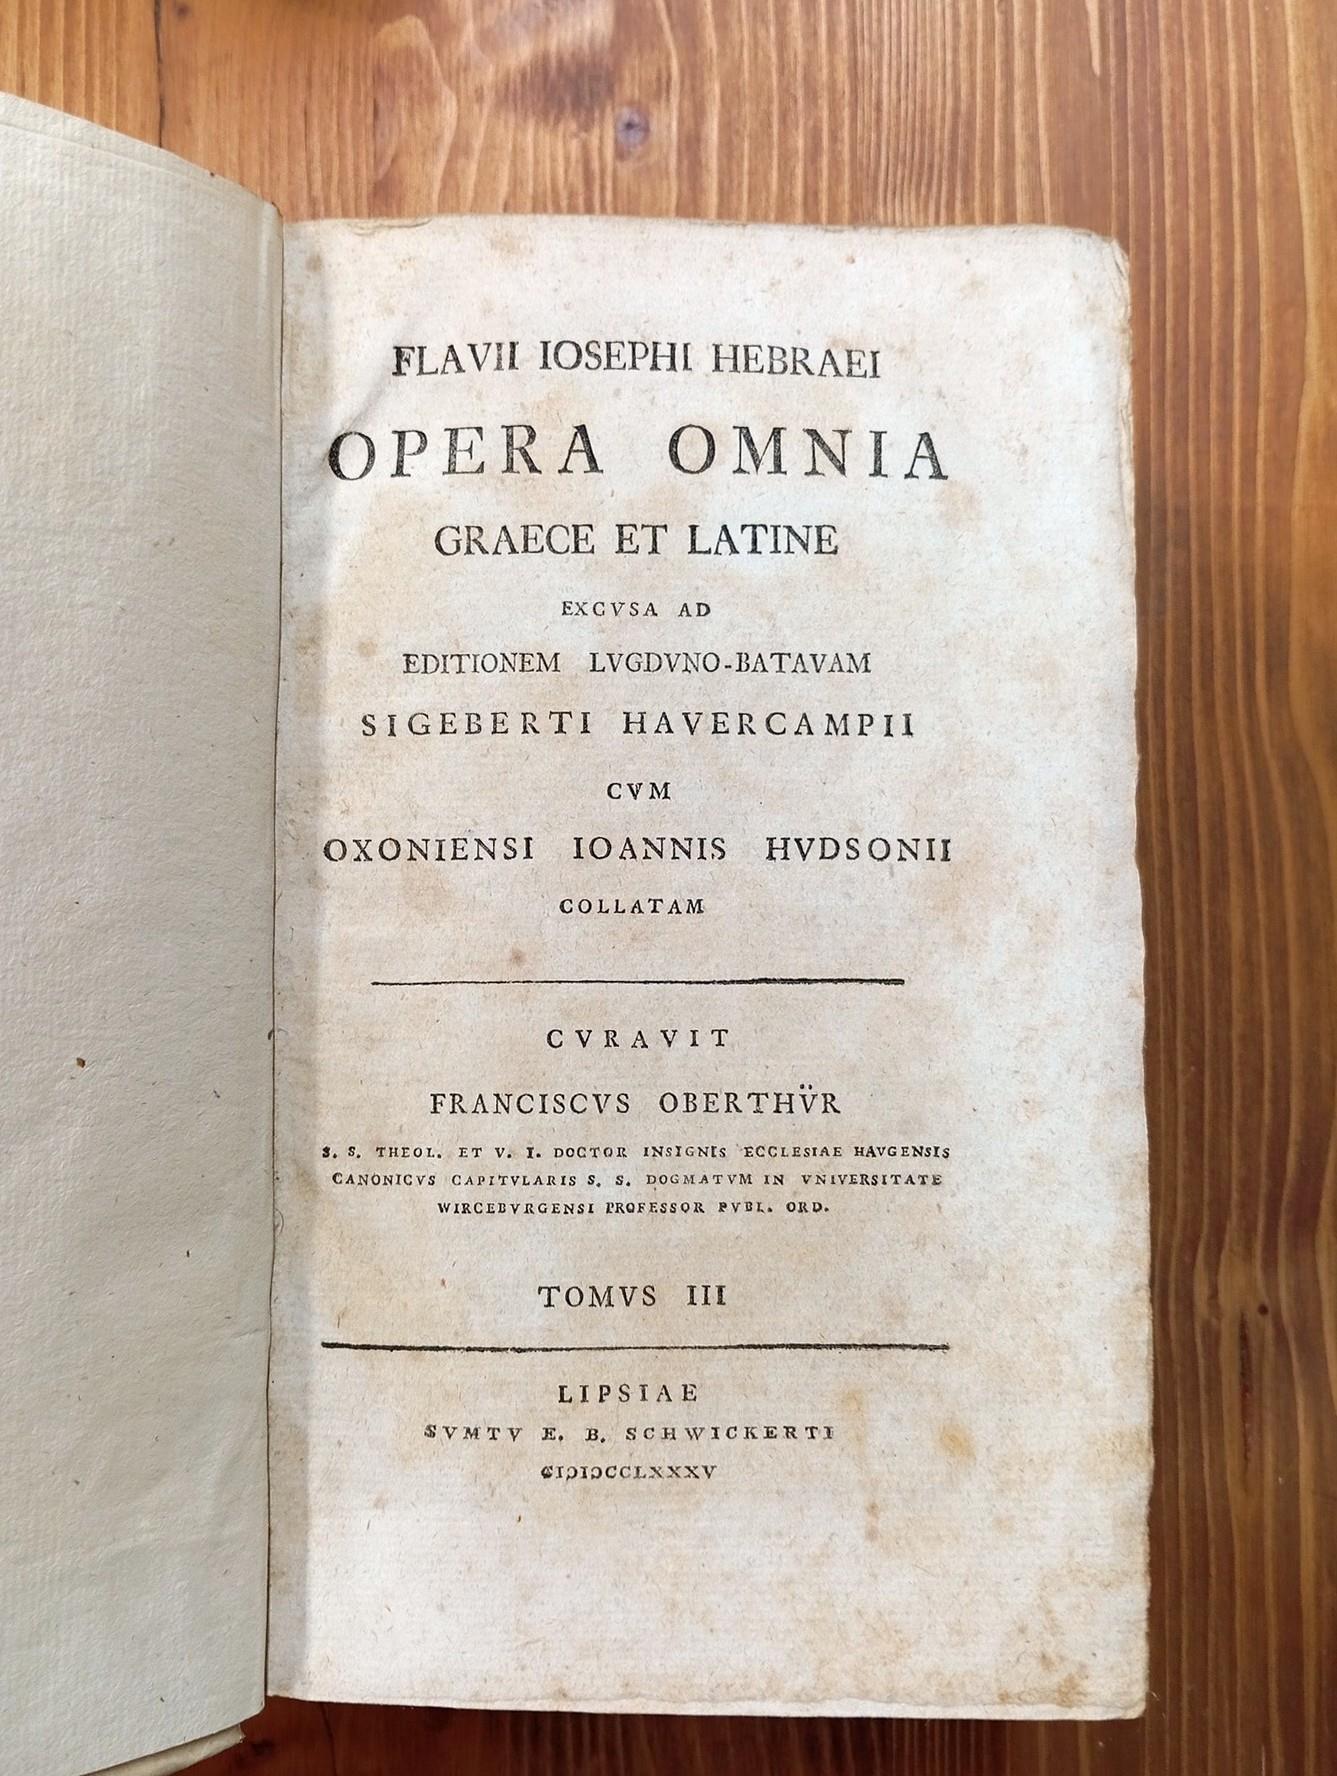 FLAVII IOSEPHI HEBRAEI
OPERA OMNIA
GRAECE ET LATINE
EXCVSA AD
EDITIONEM LVGDVNO-BATAVAM
SIGEBERTI HAVERCAMPII
CVM
OXONIENSI IOANNIS HVDSONII
COLLATAM
CVRAVIT
FRANCISCVS OBERTHV̈R
S. S. THEOL. ET V. I. DOCTOR INSIGNIS ECCLESIAE HAVGENSIS
CANONICVS CAPITVLARIS S. S. DOGMATVM IN VNIVERSITATE
WIRCEBVRGENSI PROFESSOR PVBL. ORD.
TOMVS III
LIPSIAE
SVMTV E. B. SCHWICKERTI
CIƆIƆCCLXXXV